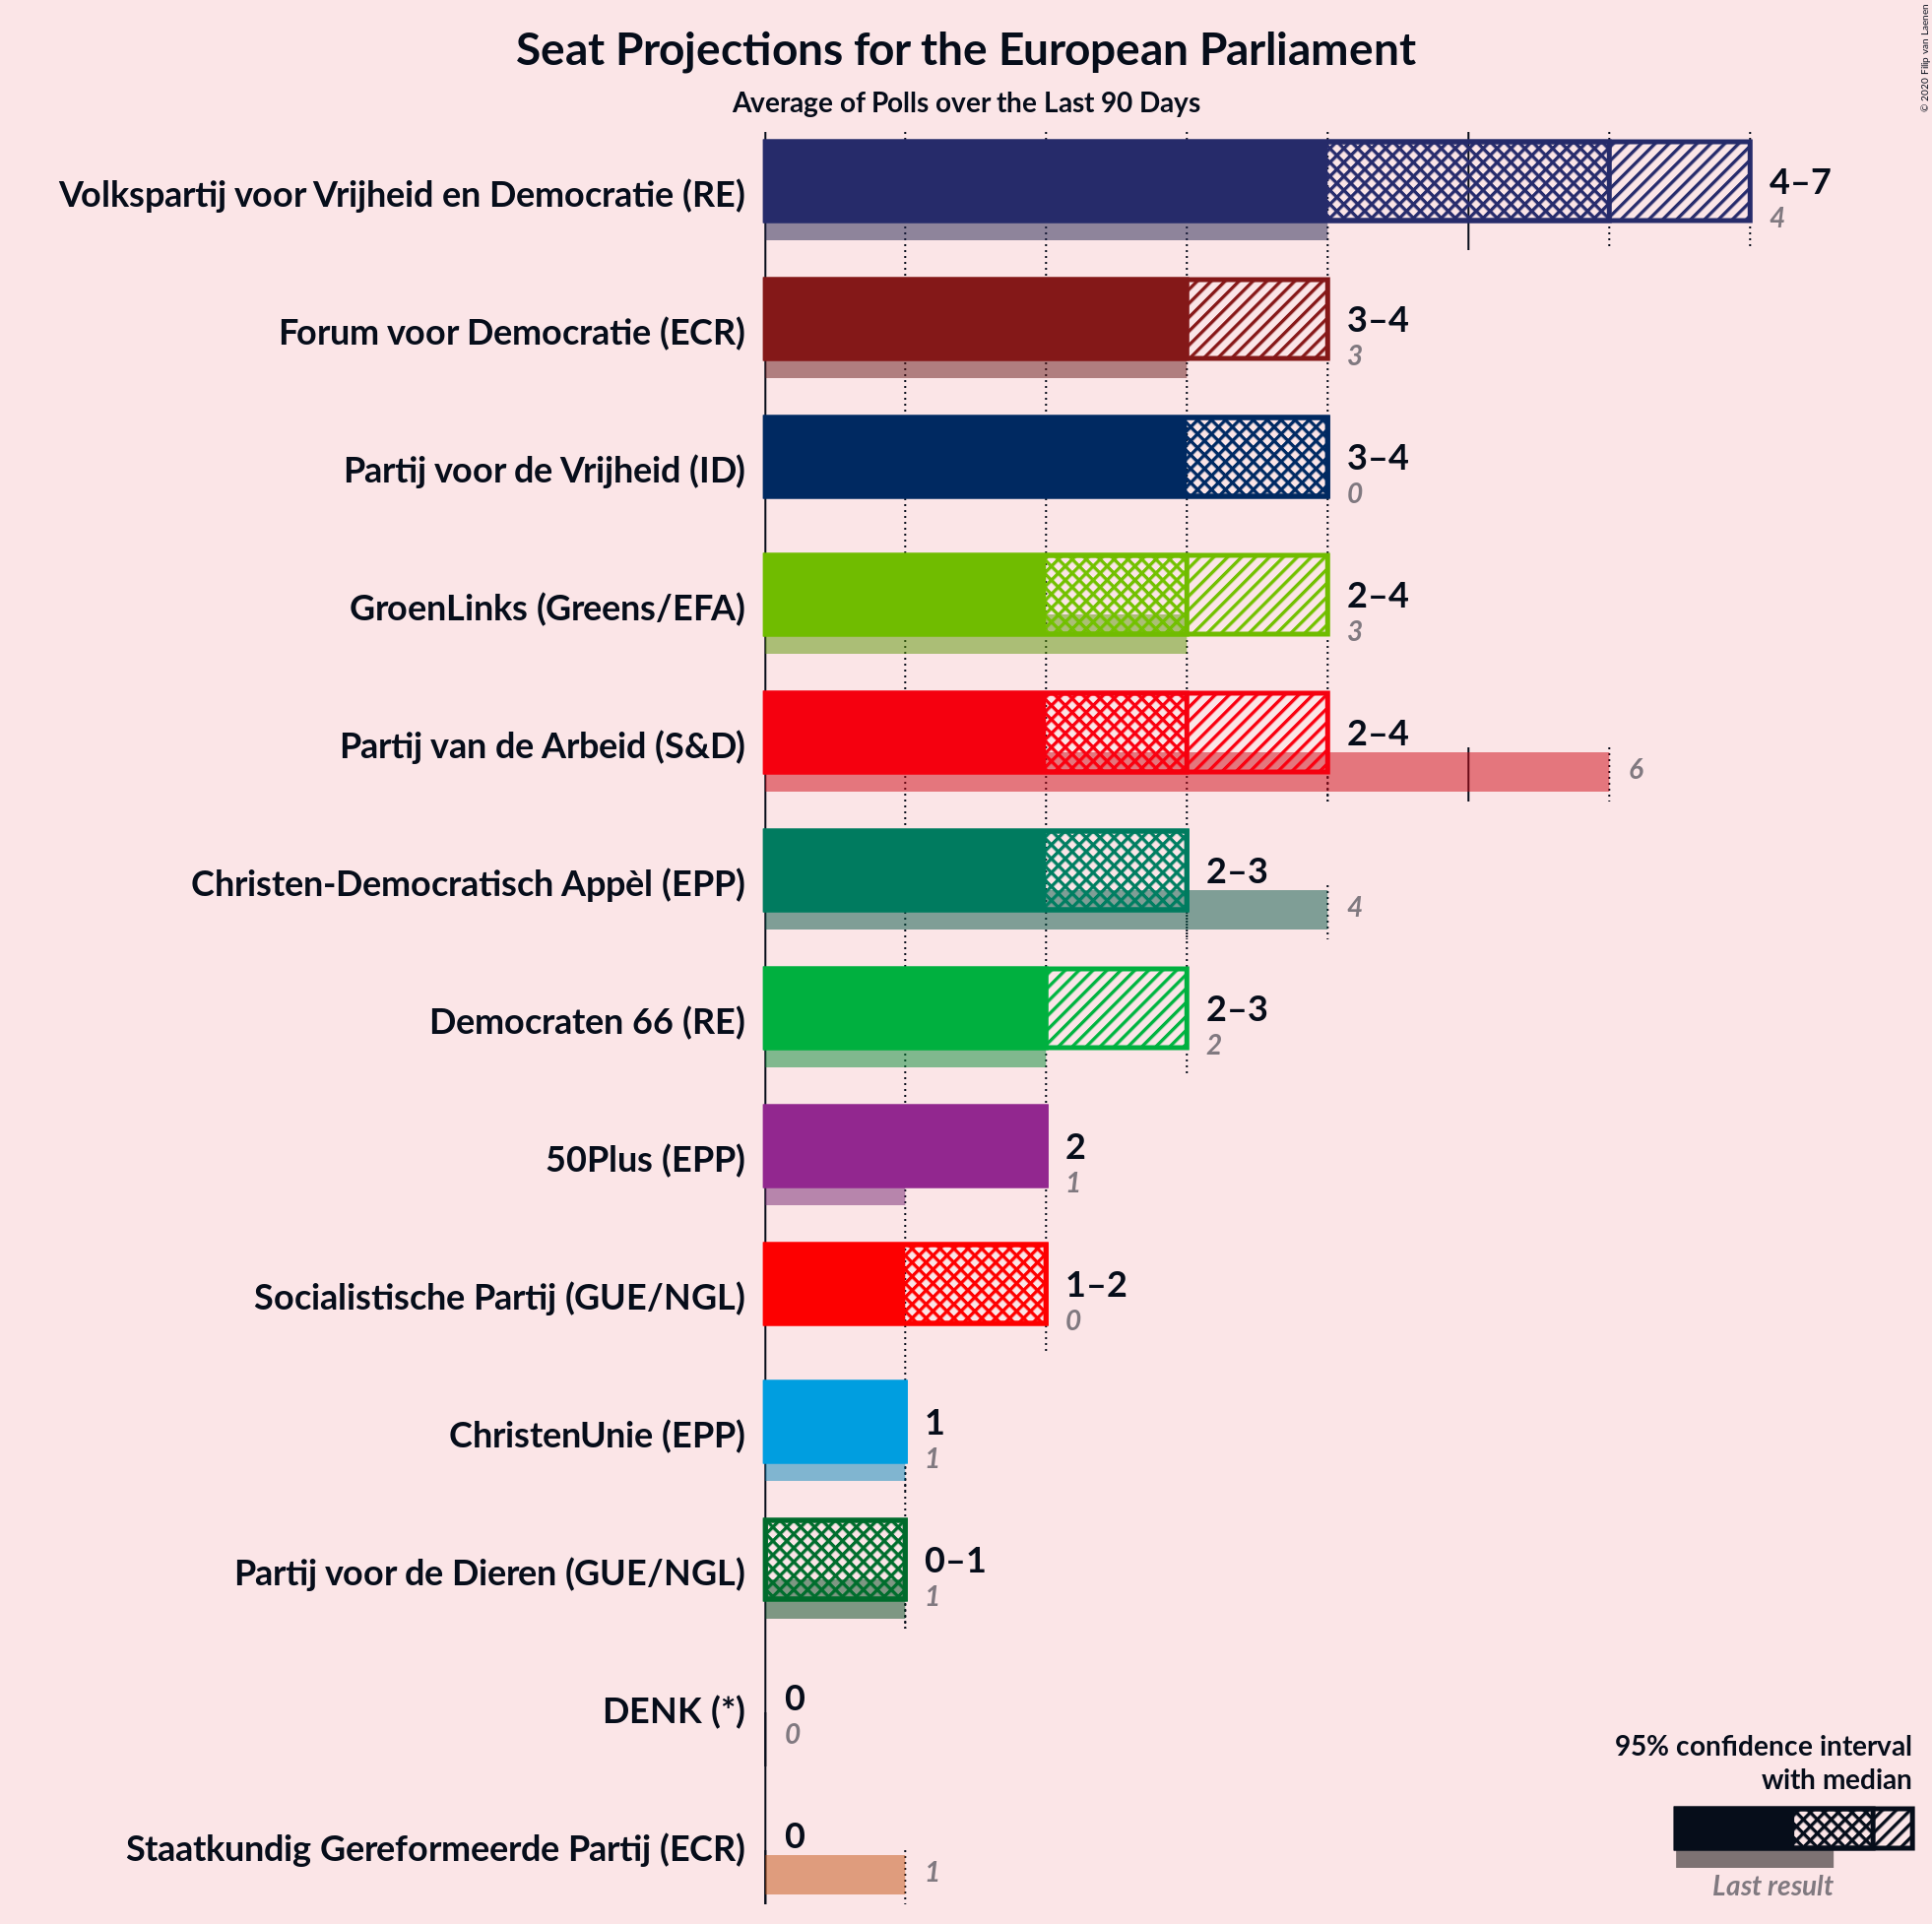 Seat Projections for the European Parliament
Average of Polls over the Last 90 Days
© 2020 Filip van Laenen
Volkspartij voor Vrijheid en Democratie (RE)
4–7
4
Forum voor Democratie (ECR)
3–4
3
Partij voor de Vrijheid (ID)
3–4
0
GroenLinks (Greens/EFA)
2–4
3
Partij van de Arbeid (S&D)
2–4
6
Christen-Democratisch Appèl (EPP)
2–3
4
Democraten 66 (RE)
2–3
2
50Plus (EPP)
2
1
Socialistische Partij (GUE/NGL)
1–2
0
ChristenUnie (EPP)
1
1
Partij voor de Dieren (GUE/NGL)
0–1
1
DENK (*)
0
0
Staatkundig Gereformeerde Partij (ECR)
0
1
95% confidence interval
with median
Last result